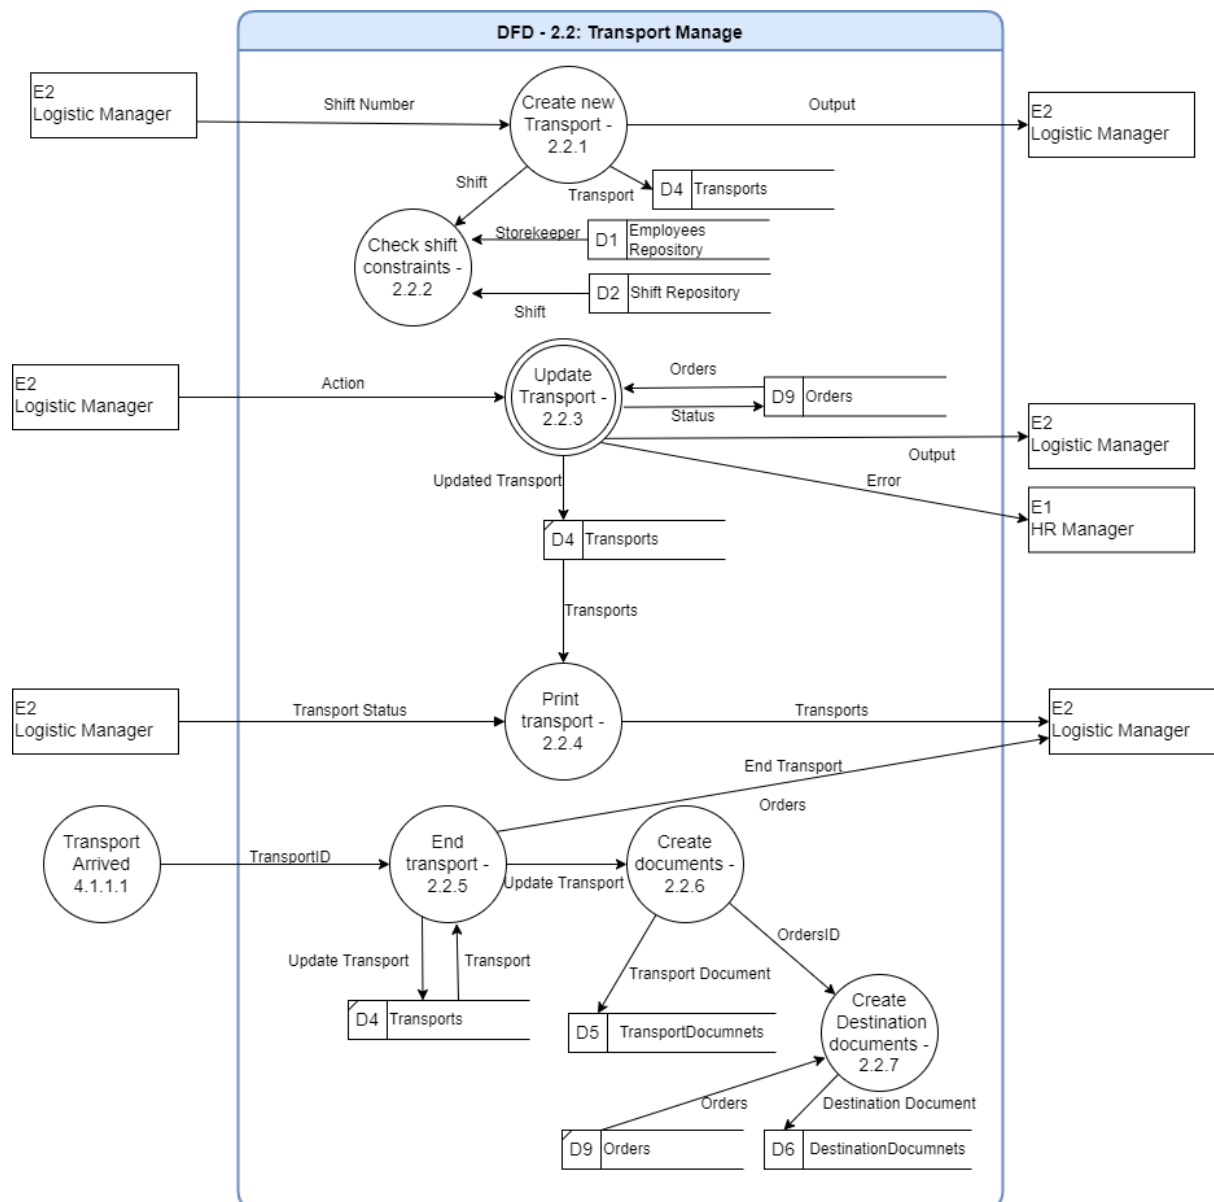 DFD - 2.2: Transport Manage
E2
Logistic Manager
Shift Number
Create new
Transport -
2.2.1
Output
E2
Logistic Manager
Shift
Transport
D4
Transports
Check shift
constraints -
2.2.2
Storekeeper
D1
Employees
Repository
D2
Shift Repository
Shift
E2
Logistic Manager
Action
Update
Transport -
2.2.3
Orders
D9
Orders
Status
E2
Logistic Manager
Output
Error
E1
HR Manager
Updated Transport
D4
Transports
Transports
E2
Logistic Manager
Transport Status
Print
transport -
2.2.4
Transports
E2
Logistic Manager
End Transport
Orders
Transport
Arrived
4.1.1.1
TransportID
End
transport -
2.2.5
Update Transport
Create
documents -
2.2.6
OrdersID
Update Transport
Transport
Transport Document
D4
Transports
D5
TransportDocumnets
Create
Destination
documents -
2.2.7
Orders
Destination Document
D9
Orders
D6
DestinationDocumnets